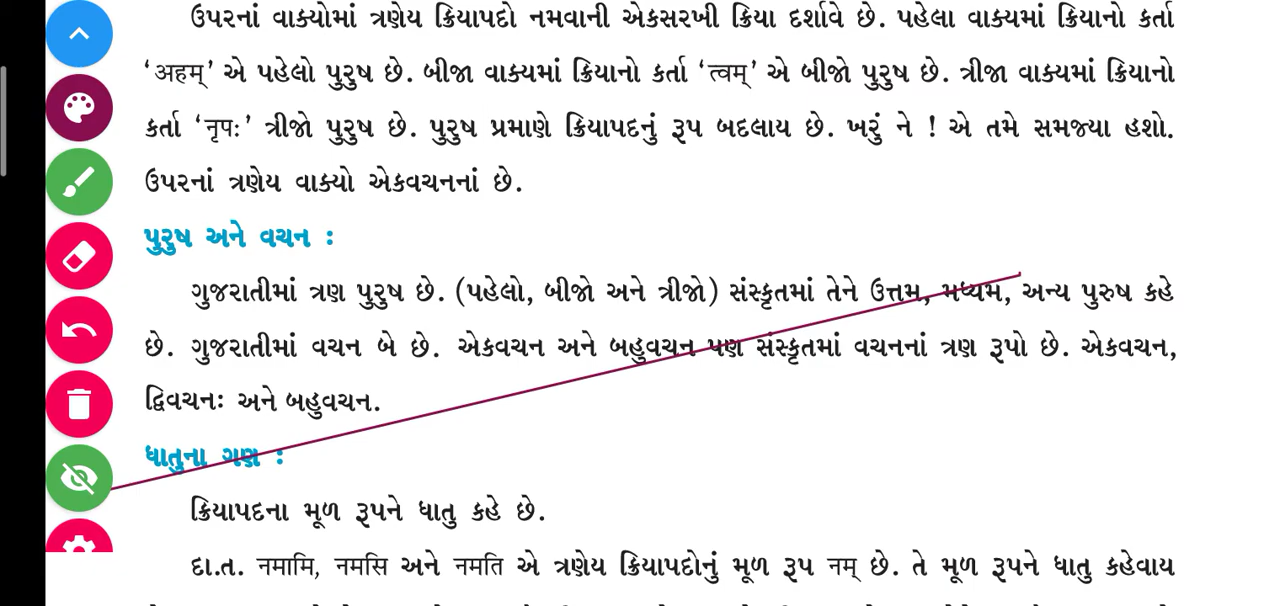 ઉપરનાં વાક્યોમાં ત્રણેય ક્રિયાપદો નમવાની એકસરખી ક્રિયા દર્શાવે છે. પહેલા વાક્યમાં ક્રિયાનો કર્તા
‘अहम्’ એ પહેલો પુરુષ છે. બીજા વાક્યમાં ક્રિયાનો કર્તા ‘त्वम्’ એ બીજો પુરુષ છે. ત્રીજા વાક્યમાં ક્રિયાનો
કર્તા ‘नृपः’ ત્રીજો પુરુષ છે. પુરુષ પ્રમાણે ક્રિયાપદનું રૂપ બદલાય છે. ખરું ને ! એ તમે સમજ્યા હશો.
ઉપરનાં ત્રણેય વાક્યો એકવચનનાં છે.
પુરુષ અને વચન :
ગુજરાતીમાં ત્રણ પુરુષ છે. (પહેલો, બીજો અને ત્રીજો) સંસ્કૃતમાં તેને ઉત્તમ, મધ્યમ, અન્ય પુરુષ કહે
છે. ગુજરાતીમાં વચન બે છે. એકવચન અને બહુવચન પણ સંસ્કૃતમાં વચનનાં ત્રણ રૂપો છે. એકવચન,
દ્વિવચનઃ અને બહુવચન.
ધાતુના ગણ :
ક્રિયાપદના મૂળ રૂપને ધાતુ કહે છે.
દા.ત. नमामि, नमसि અને नमति એ ત્રણેય ક્રિયાપદોનું મૂળ રૂપ नम् છે. તે મૂળ રૂપને ધાતુ કહેવાય